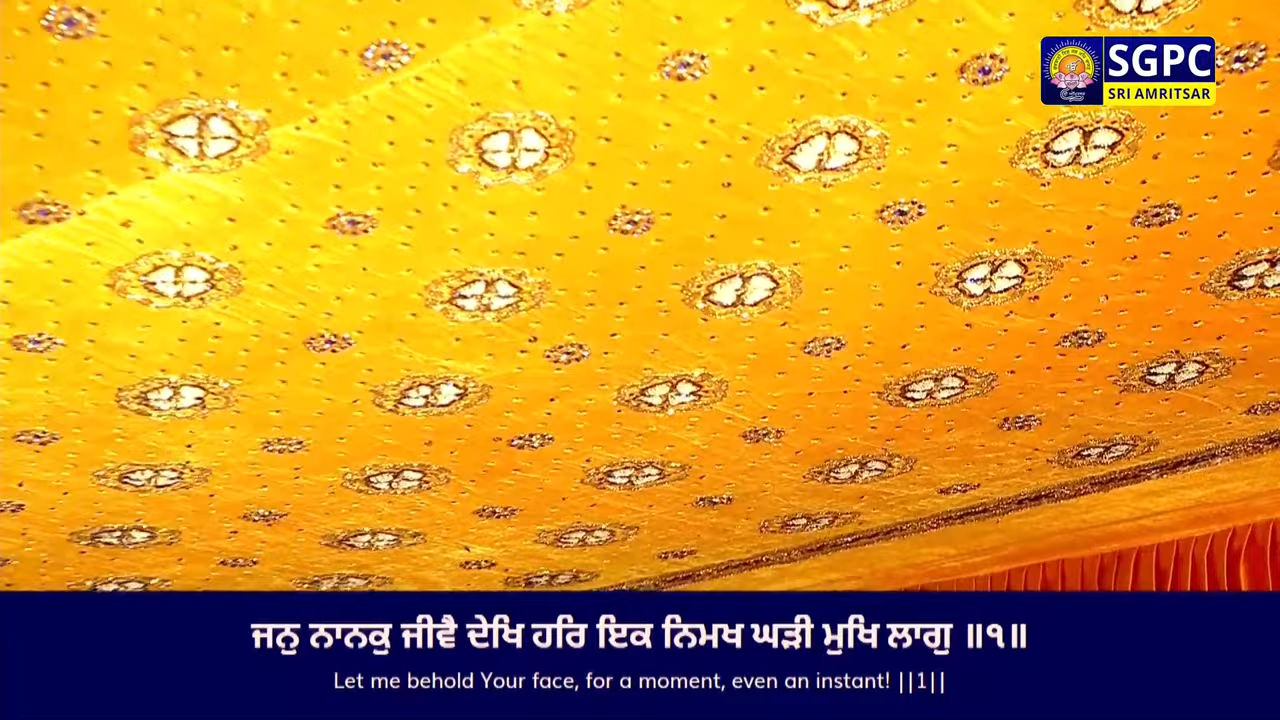 SGPC
SRI AMRITSAR
ਜਨੁ ਨਾਨਕੁ ਜੀਵੈ ਦੇਖਿ ਹਰਿ ਇਕ ਨਿਮਖ ਘੜੀ ਮੁਖਿ ਲਾਗੁ ॥੧॥
Let me behold Your face, for a moment, even an instant! ||1||